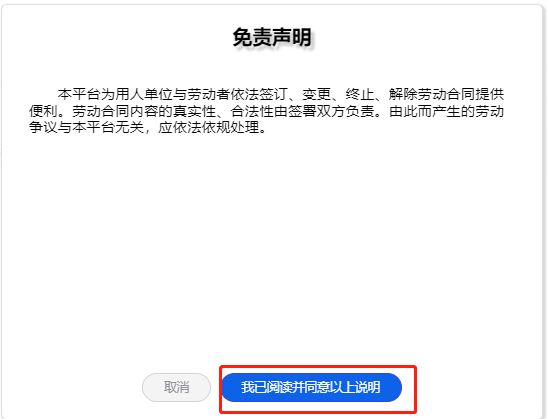 免责声明
本平台为用人单位与劳动者依法签订、变更、终止、解除劳动合同提供
便利。劳动合同内容的真实性、合法性由签署双方负责。由此而产生的劳动
争议与本平台无关，应依法依规处理。
取消
我已阅读并同意以上说明